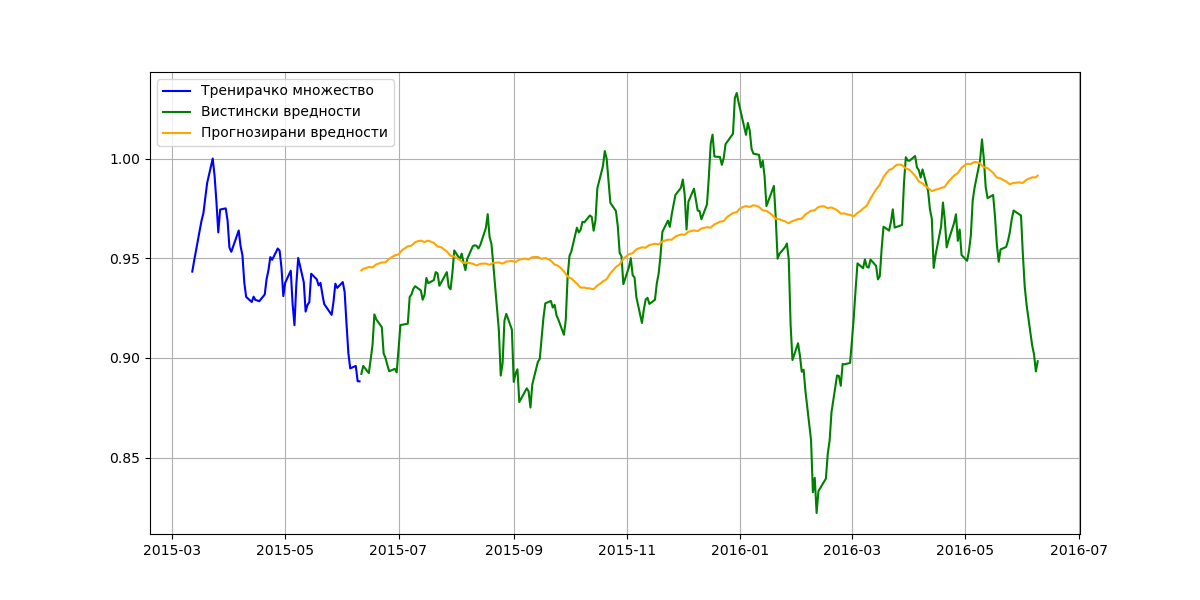 Тренирачко множество
Вистински вредности
Прогнозирани вредности
1.00
0.95
0.90
0.85
2015-03 2015-05 2015-07 2015-09 2015-11 2016-01 2016-03 2016-05 2016-07